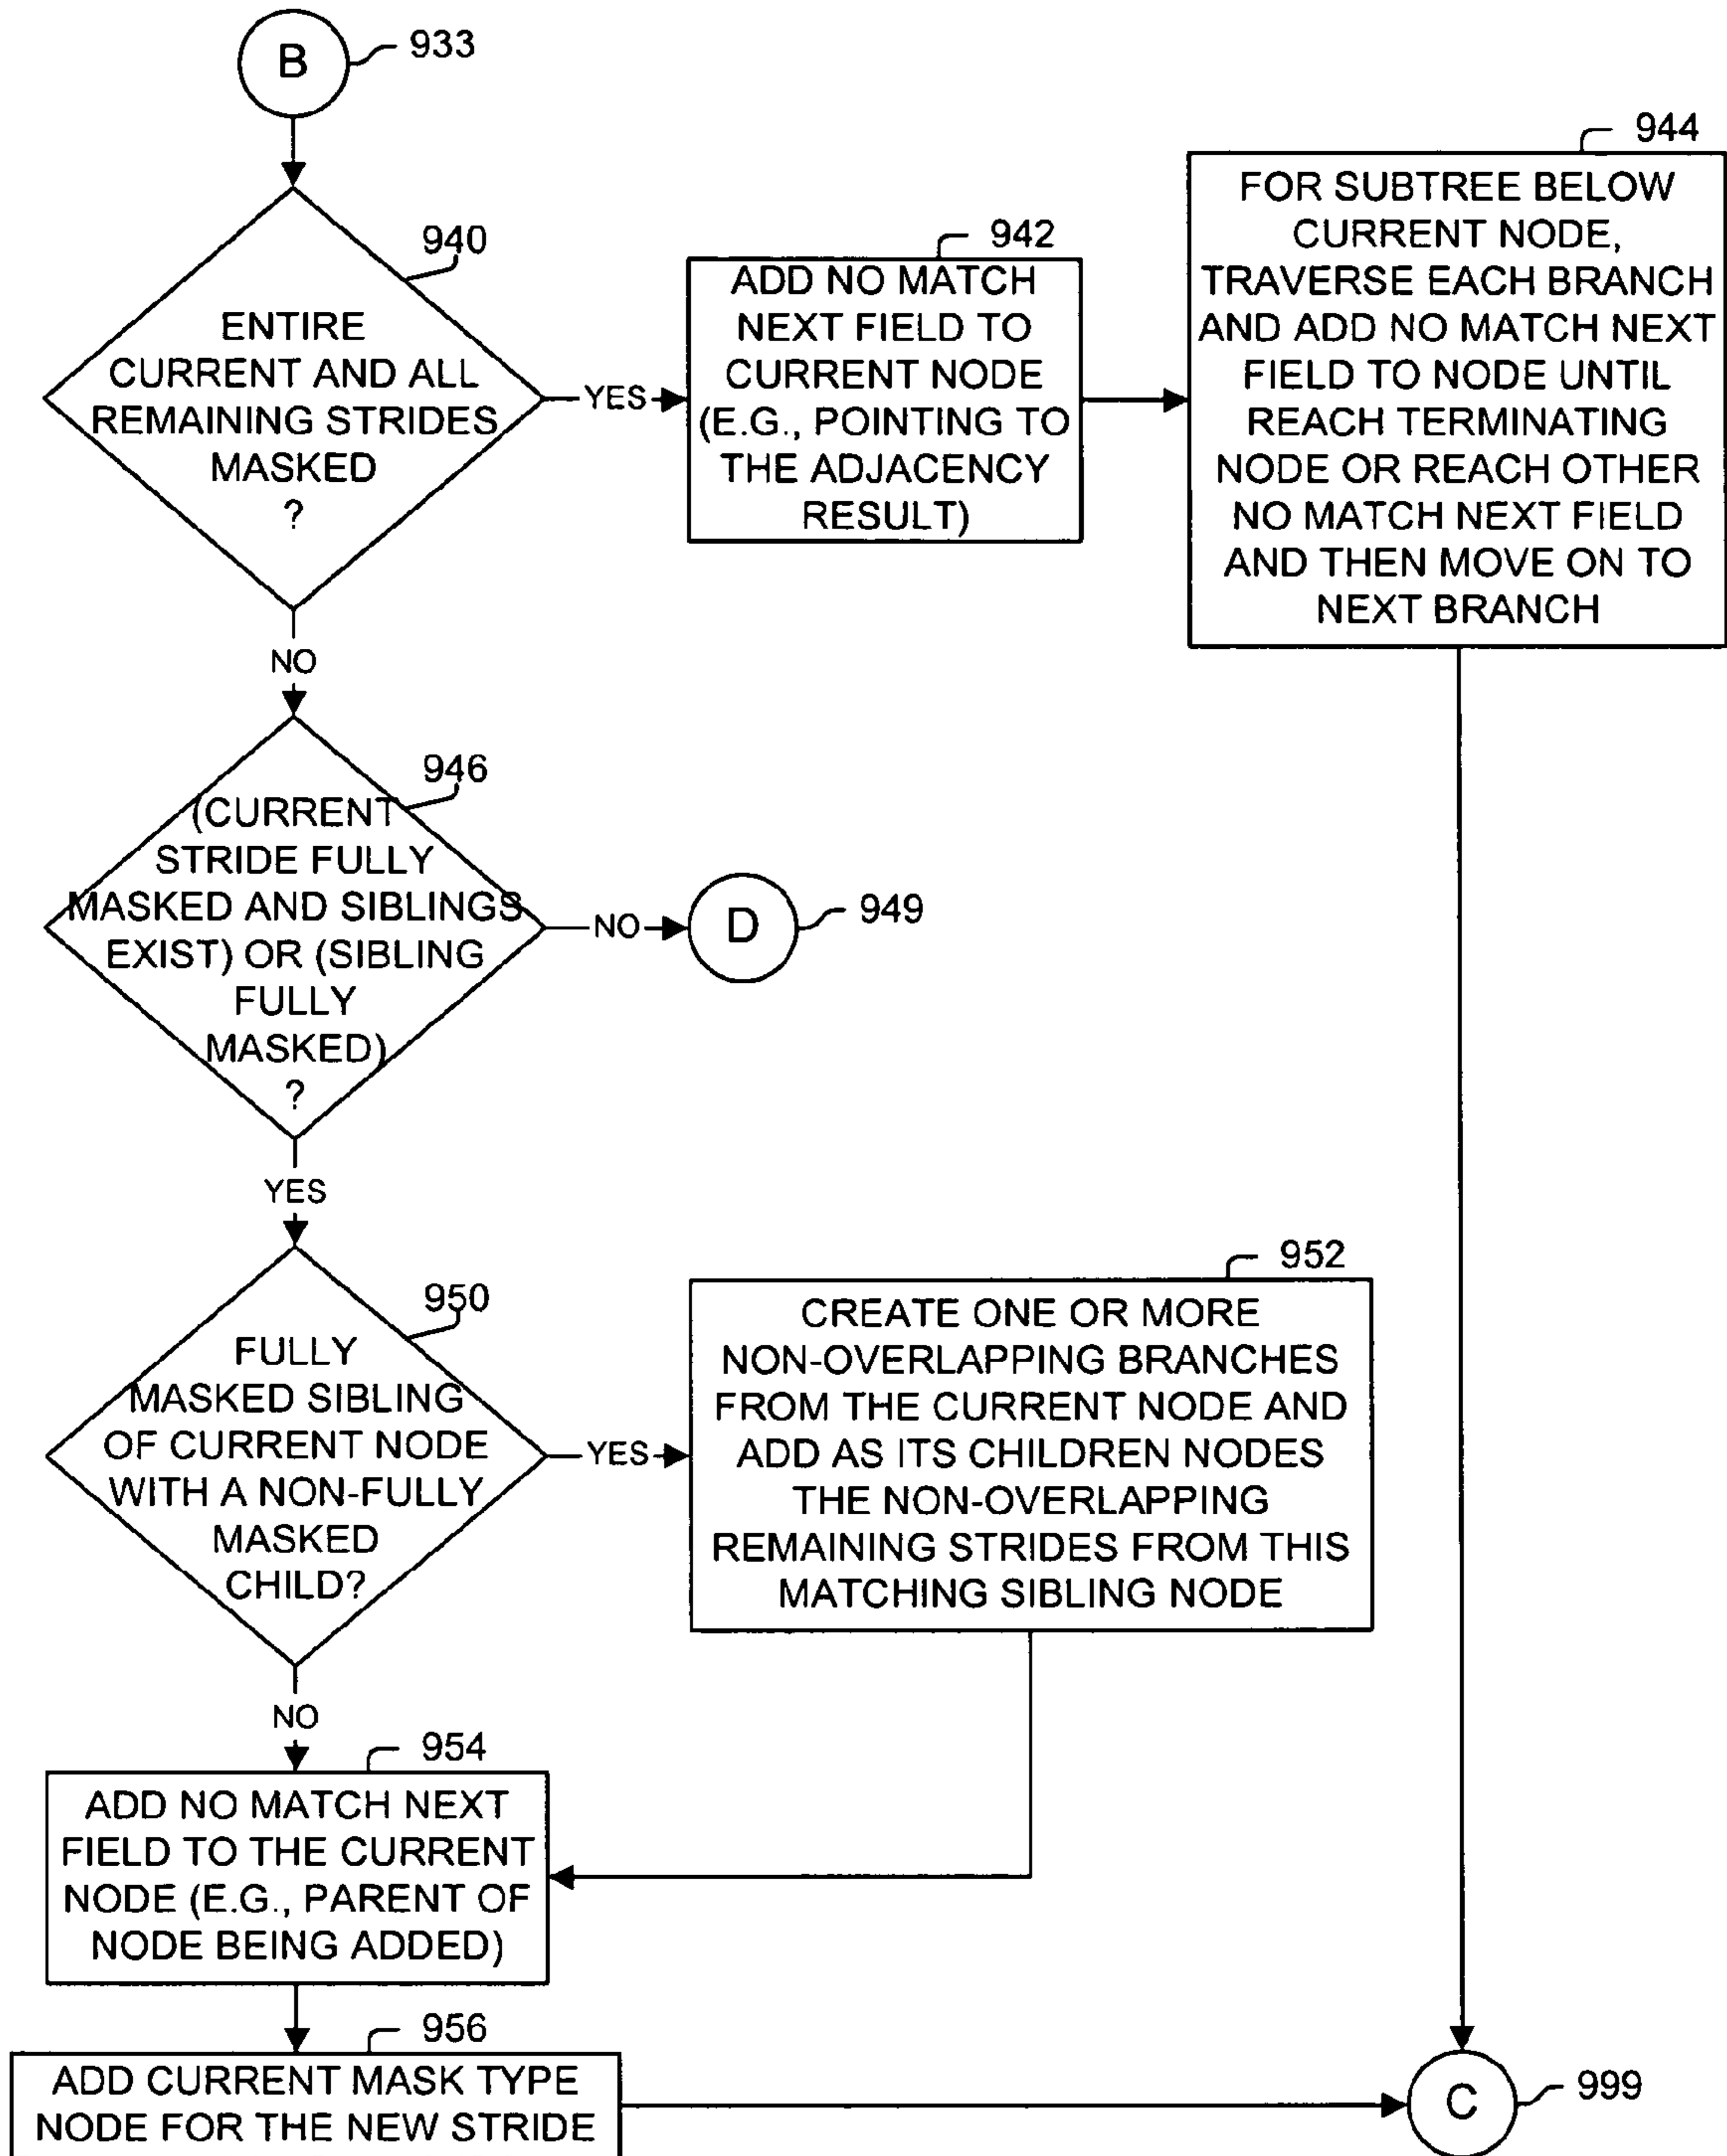 B
933
940
ENTIRE
CURRENT AND ALL
REMAINING STRIDES
MASKED
?
YES
942
ADD NO MATCH
NEXT FIELD TO
CURRENT NODE
(E.G., POINTING TO
THE ADJACENCY
RESULT)
944
FOR SUBTREE BELOW
CURRENT NODE,
TRAVERSE EACH BRANCH
AND ADD NO MATCH NEXT
FIELD TO NODE UNTIL
REACH TERMINATING
NODE OR REACH OTHER
NO MATCH NEXT FIELD
AND THEN MOVE ON TO
NEXT BRANCH
NO
946
(CURRENT
STRIDE FULLY
MASKED AND SIBLINGS
EXIST) OR (SIBLING
FULLY
MASKED)
?
NO
D
949
YES
950
FULLY
MASKED SIBLING
OF CURRENT NODE
WITH A NON-FULLY
MASKED
CHILD?
YES
952
CREATE ONE OR MORE
NON-OVERLAPPING BRANCHES
FROM THE CURRENT NODE AND
ADD AS ITS CHILDREN NODES
THE NON-OVERLAPPING
REMAINING STRIDES FROM THIS
MATCHING SIBLING NODE
NO
954
ADD NO MATCH NEXT
FIELD TO THE CURRENT
NODE (E.G., PARENT OF
NODE BEING ADDED)
956
ADD CURRENT MASK TYPE
NODE FOR THE NEW STRIDE
C
999